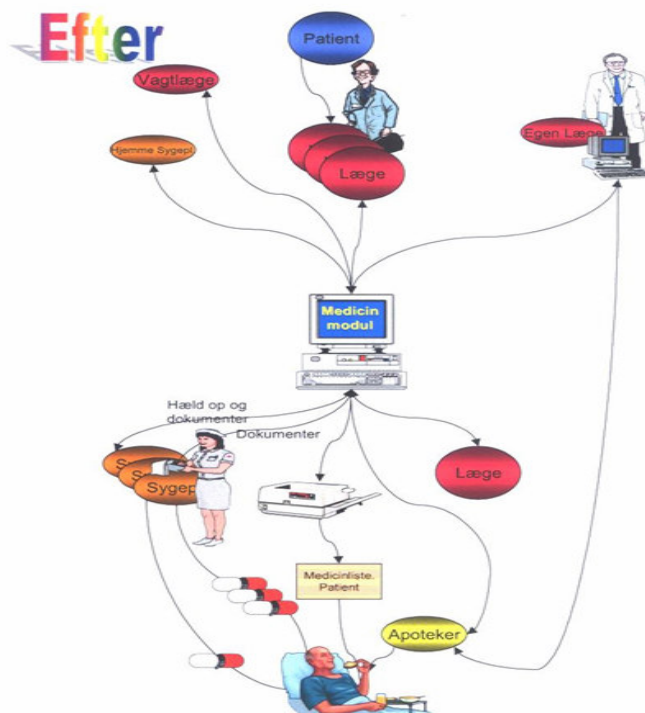 Efter
Patient
Vagtlæge
Egen Læge
Hjemme Sygepl.
Læge
Medicin
modul
Hæld op og
dokumenter
Dokumenter
Sygepl
Læge
Medicinliste.
Patient
Apoteker